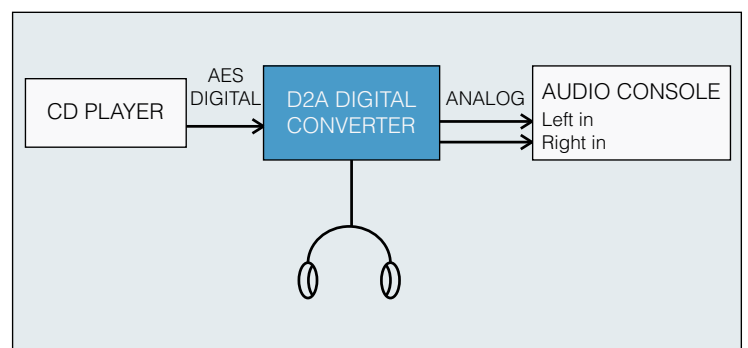 CD PLAYER
AES
DIGITAL
D2A DIGITAL
CONVERTER
ANALOG
AUDIO CONSOLE
Left in
Right in